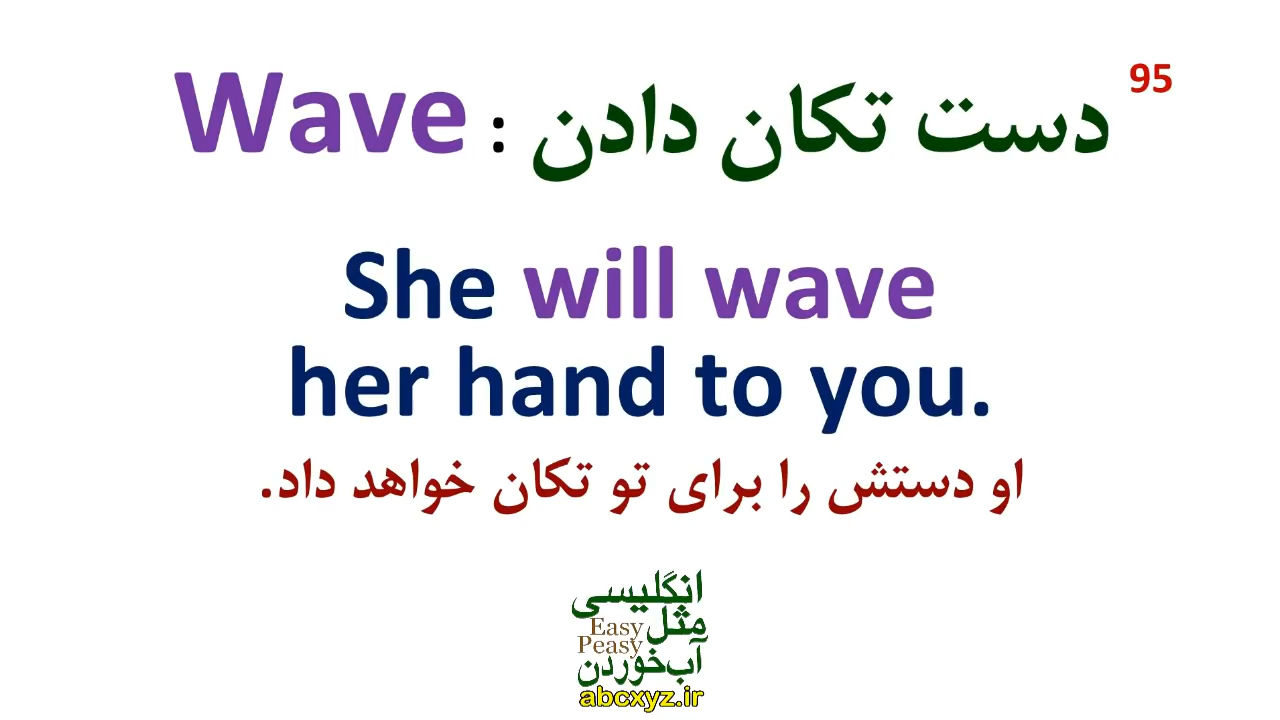 95
Wave : دست تکان دادن
She will wave
her hand to you.
او دستش را برای تو تکان خواهد داد.
انگلیسی
مثل
Easy
Peasy
آب‌خوردن
abcxyz.ir